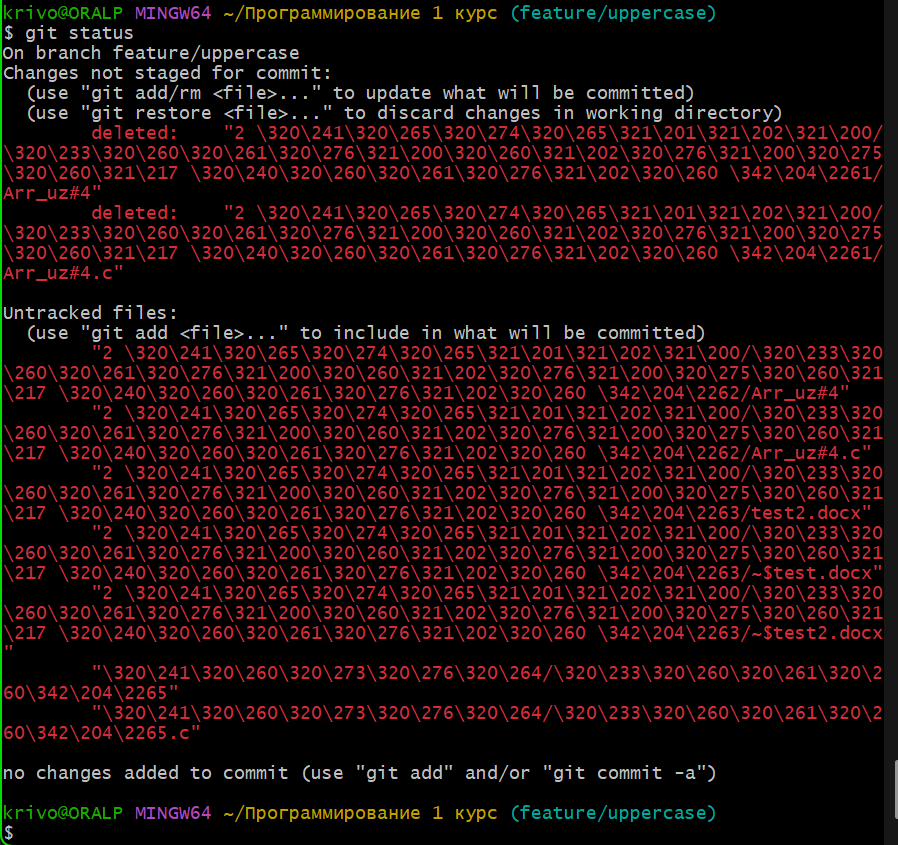 krivo@ORALP MINGW64 ~/Программирование 1 курс (feature/uppercase)
$ git status
On branch feature/uppercase
Changes not staged for commit:
  (use "git add/rm <file>..." to update what will be committed)
  (use "git restore <file>..." to discard changes in working directory)
        deleted:    "2 \320\241\320\265\320\274\320\265\321\201\321\202\321\200/
\320\233\320\260\320\261\320\276\321\200\320\260\321\202\320\276\321\200\320\275
\320\260\321\217 \320\240\320\260\320\261\320\276\321\202\320\260 \342\204\2261/
Arr_uz#4"
        deleted:    "2 \320\241\320\265\320\274\320\265\321\201\321\202\321\200/
\320\233\320\260\320\261\320\276\321\200\320\260\321\202\320\276\321\200\320\275
\320\260\321\217 \320\240\320\260\320\261\320\276\321\202\320\260 \342\204\2261/
Arr_uz#4.c"

Untracked files:
  (use "git add <file>..." to include in what will be committed)
        "2 \320\241\320\265\320\274\320\265\321\201\321\202\321\200/\320\233\320
\260\320\261\320\276\321\200\320\260\321\202\320\276\321\200\320\275\320\260\321
\217 \320\240\320\260\320\261\320\276\321\202\320\260 \342\204\2262/Arr_uz#4"
        "2 \320\241\320\265\320\274\320\265\321\201\321\202\321\200/\320\233\320
\260\320\261\320\276\321\200\320\260\321\202\320\276\321\200\320\275\320\260\321
\217 \320\240\320\260\320\261\320\276\321\202\320\260 \342\204\2262/Arr_uz#4.c"
        "2 \320\241\320\265\320\274\320\265\321\201\321\202\321\200/\320\233\320
\260\320\261\320\276\321\200\320\260\321\202\320\276\321\200\320\275\320\260\321
\217 \320\240\320\260\320\261\320\276\321\202\320\260 \342\204\2263/test2.docx"
        "2 \320\241\320\265\320\274\320\265\321\201\321\202\321\200/\320\233\320
\260\320\261\320\276\321\200\320\260\321\202\320\276\321\200\320\275\320\260\321
\217 \320\240\320\260\320\261\320\276\321\202\320\260 \342\204\2263/~$test.docx"
        "2 \320\241\320\265\320\274\320\265\321\201\321\202\321\200/\320\233\320
\260\320\261\320\276\321\200\320\260\321\202\320\276\321\200\320\275\320\260\321
\217 \320\240\320\260\320\261\320\276\321\202\320\260 \342\204\2263/~$test2.docx
"
        "\320\241\320\260\320\273\320\276\320\264/\320\233\320\260\320\261\320\2
60\342\204\2265"
        "\320\241\320\260\320\273\320\276\320\264/\320\233\320\260\320\261\320\2
60\342\204\2265.c"

no changes added to commit (use "git add" and/or "git commit -a")

krivo@ORALP MINGW64 ~/Программирование 1 курс (feature/uppercase)
$